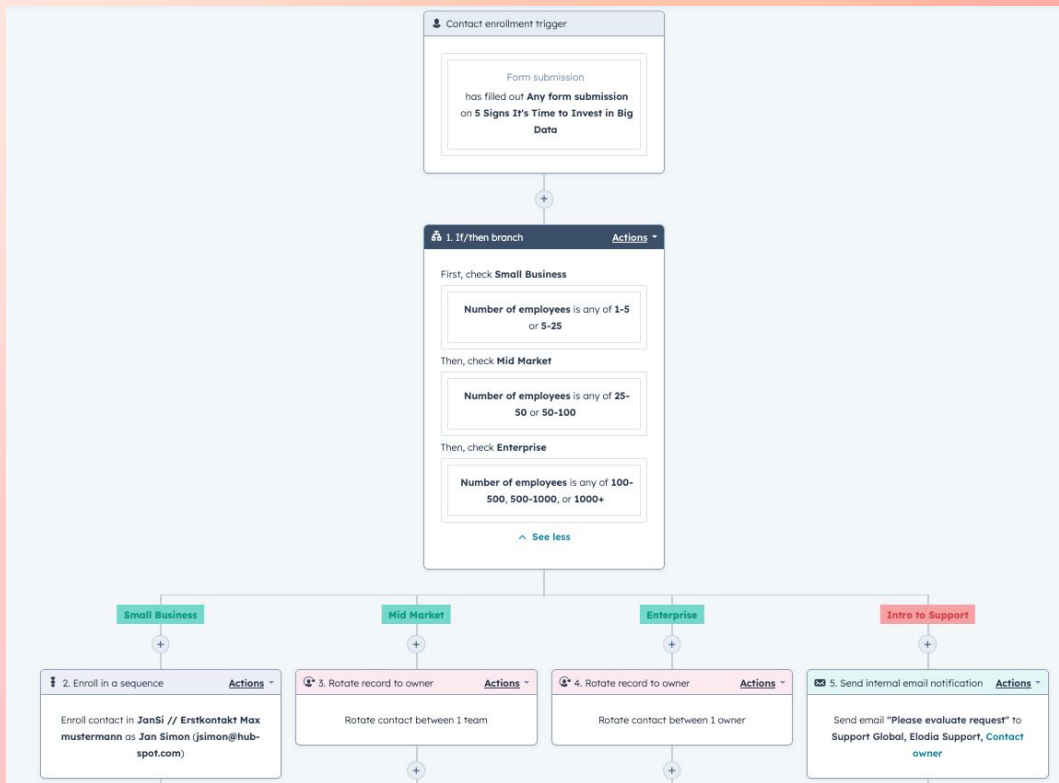 Contact enrollment trigger
Form submission
has filled out Any form submission
on 5 Signs It's Time to Invest in Big
Data
+
1. If/then branch Actions
First, check Small Business
Number of employees is any of 1-5
or 5-25
Then, check Mid Market
Number of employees is any of 25-
50 or 50-100
Then, check Enterprise
Number of employees is any of 100-
500, 500-1000, or 1000+
See less
Small Business
Mid Market
Enterprise
Intro to Support
+ + + +
2. Enroll in a sequence Actions
Enroll contact in JanSi // Erstkontakt Max
mustermann as Jan Simon (jsimon@hub-
spot.com)
3. Rotate record to owner Actions
Rotate contact between 1 team
+
4. Rotate record to owner Actions
Rotate contact between 1 owner
+
5. Send internal email notification Actions
Send email "Please evaluate request" to
Support Global, Elodia Support, Contact
owner